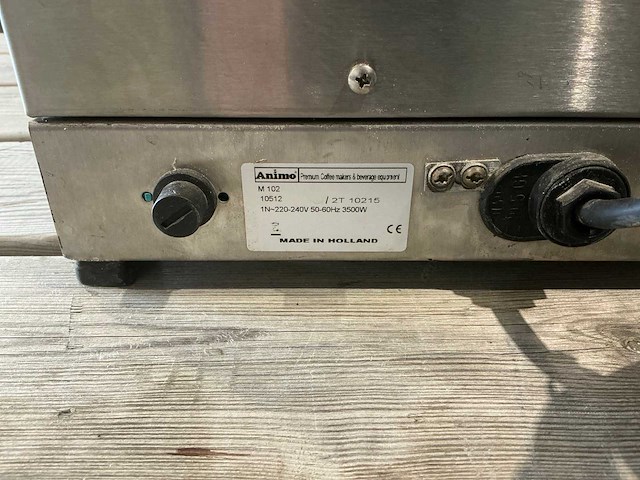 Animo Premium Coffee makers & beverage equipment
M 102
10512 / 2T 10215
1N~220-240V 50-60Hz 3500W
CE
MADE IN HOLLAND